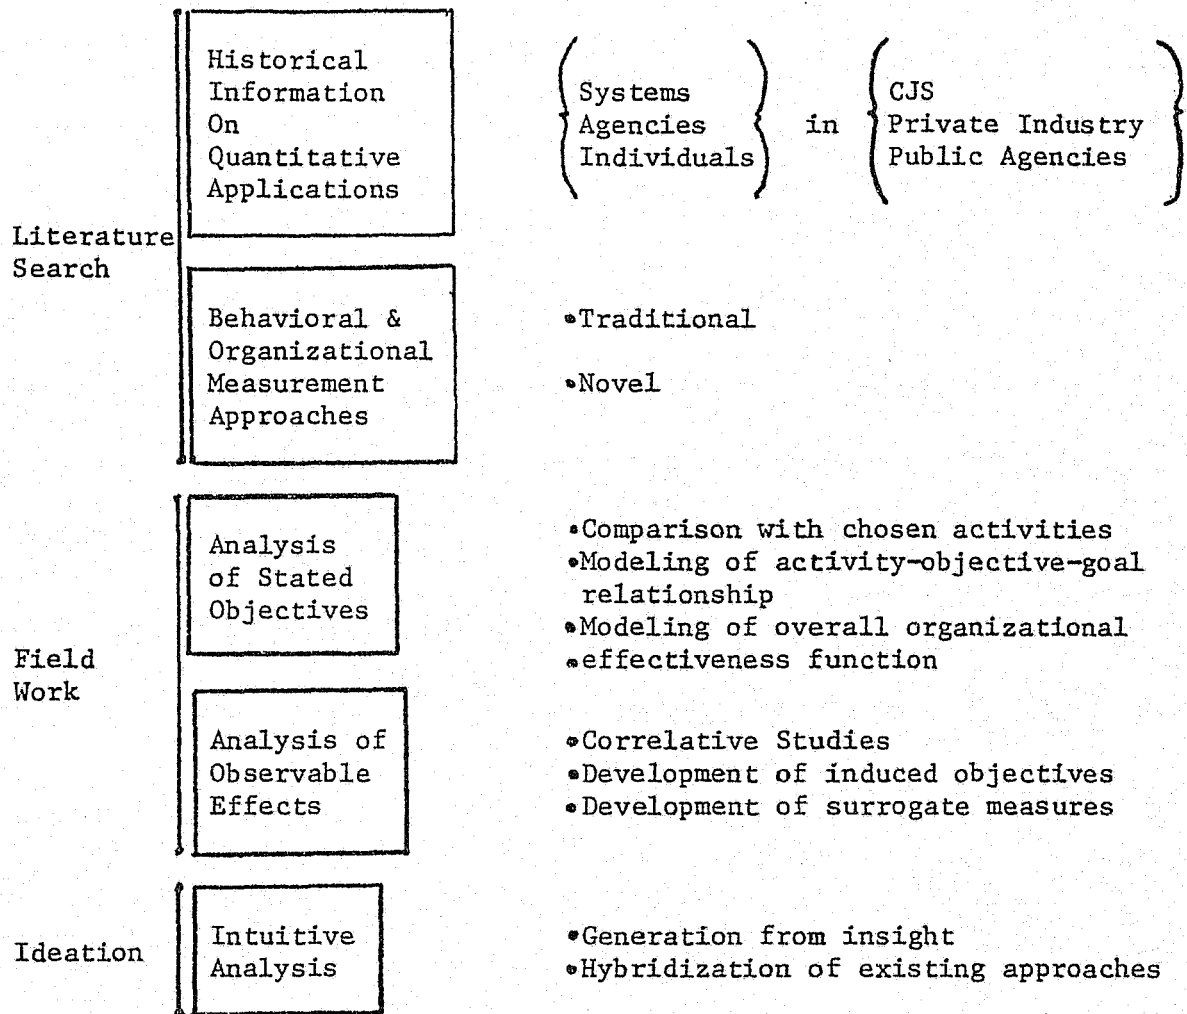 Literature
Search
Historical
Information
On
Quantitative
Applications
Systems
Agencies
Individuals
in
CJS
Private Industry
Public Agencies
Behavioral &
Organizational
Measurement
Approaches
•Traditional
•Novel
Field
Work
Analysis
of Stated
Objectives
•Comparison with chosen activities
•Modeling of activity-objective-goal
relationship
•Modeling of overall organizational
•effectiveness function
Analysis of
Observable
Effects
•Correlative Studies
•Development of induced objectives
•Development of surrogate measures
Ideation
Intuitive
Analysis
•Generation from insight
•Hybridization of existing approaches